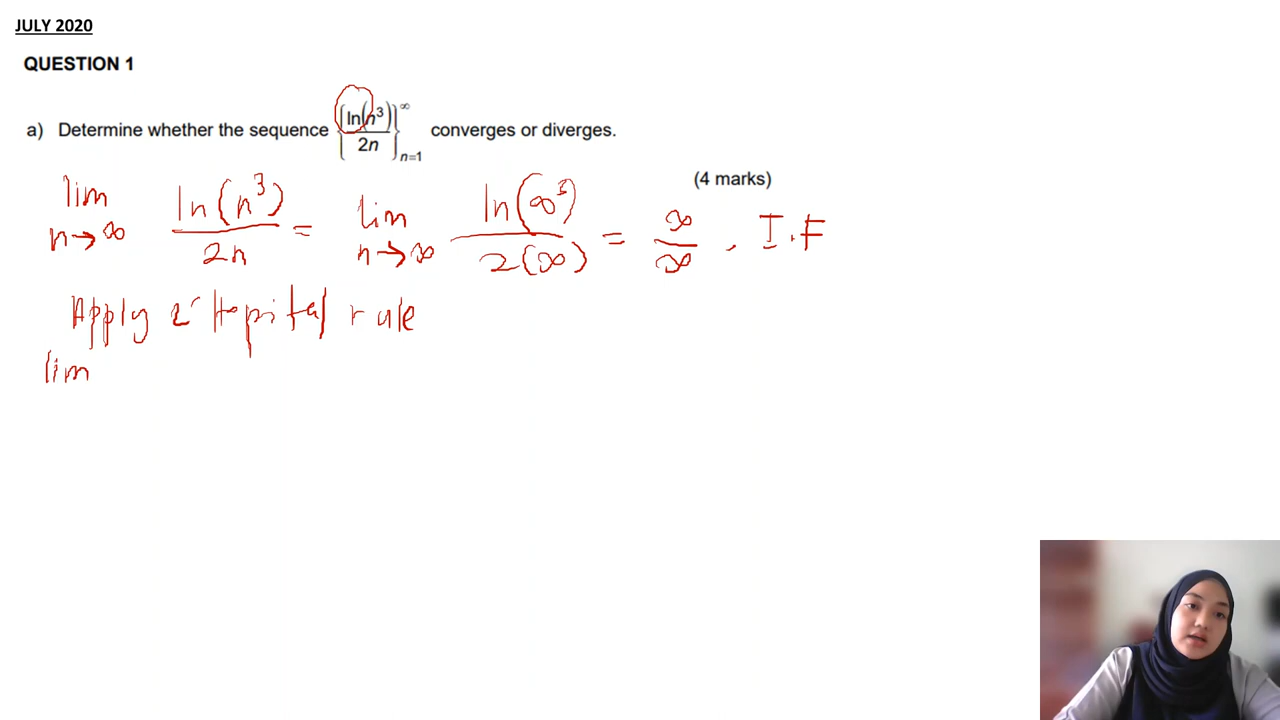 JULY 2020
QUESTION 1
a) Determine whether the sequence {ln(n³)/2n}∞n=1 converges or diverges.
(4 marks)
lim n→∞ ln(n³)/2n = lim n→∞ ln(∞³)/2(∞) = ∞/∞ , I.F
Apply L'Hopital rule
lim